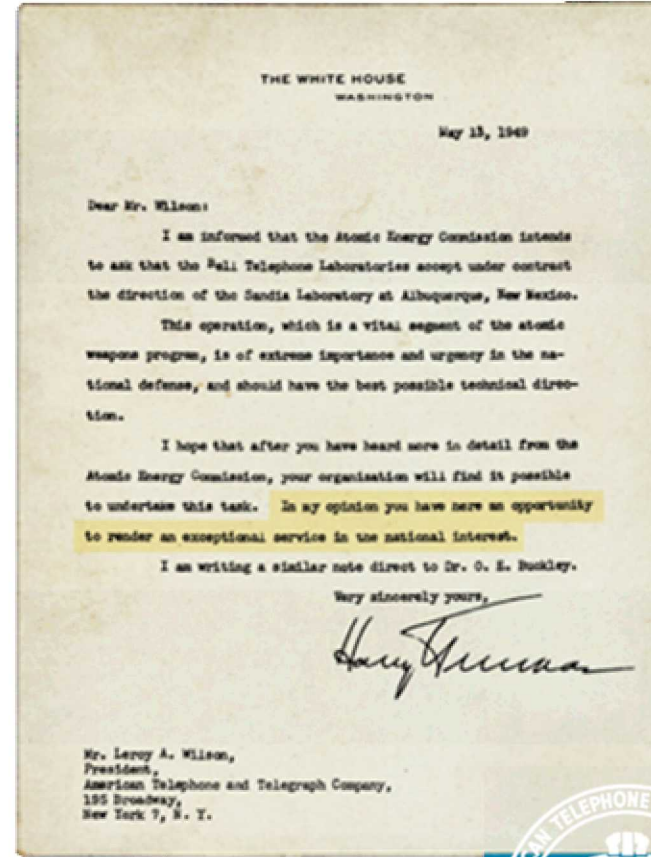 THE WHITE HOUSE
WASHINGTON
May 13, 1949
Dear Mr. Wilson:
I am informed that the Atomic Energy Commission intends
to ask that the Bell Telephone Laboratories accept under contract
the direction of the Sandia Laboratory at Albuquerque, New Mexico.
This operation, which is a vital segment of the atomic
weapons program, is of extreme importance and urgency in the na-
tional defense, and should have the best possible technical direc-
tion.
I hope that after you have heard more in detail from the
Atomic Energy Commission, your organization will find it possible
to undertake this task. In my opinion you have here an opportunity
to render an exceptional service in the national interest.
I am writing a similar note direct to Dr. O. E. Buckley.
Very sincerely yours,
Harry Truman
Mr. Leroy A. Wilson,
President,
American Telephone and Telegraph Company,
195 Broadway,
New York 7, N. Y.
AN TELEPHONE